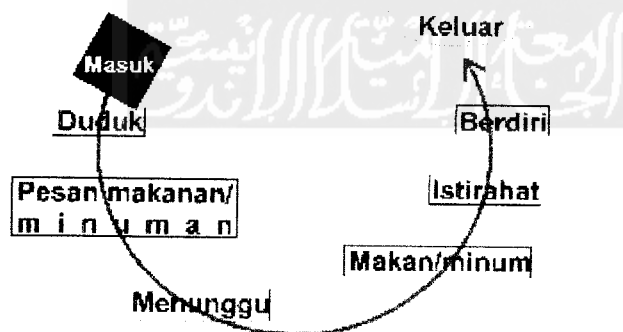 Masuk
Duduk
Pesan makanan/
m i n u m a n
Menunggu
Makan/minum
Istirahat
Berdiri
Keluar